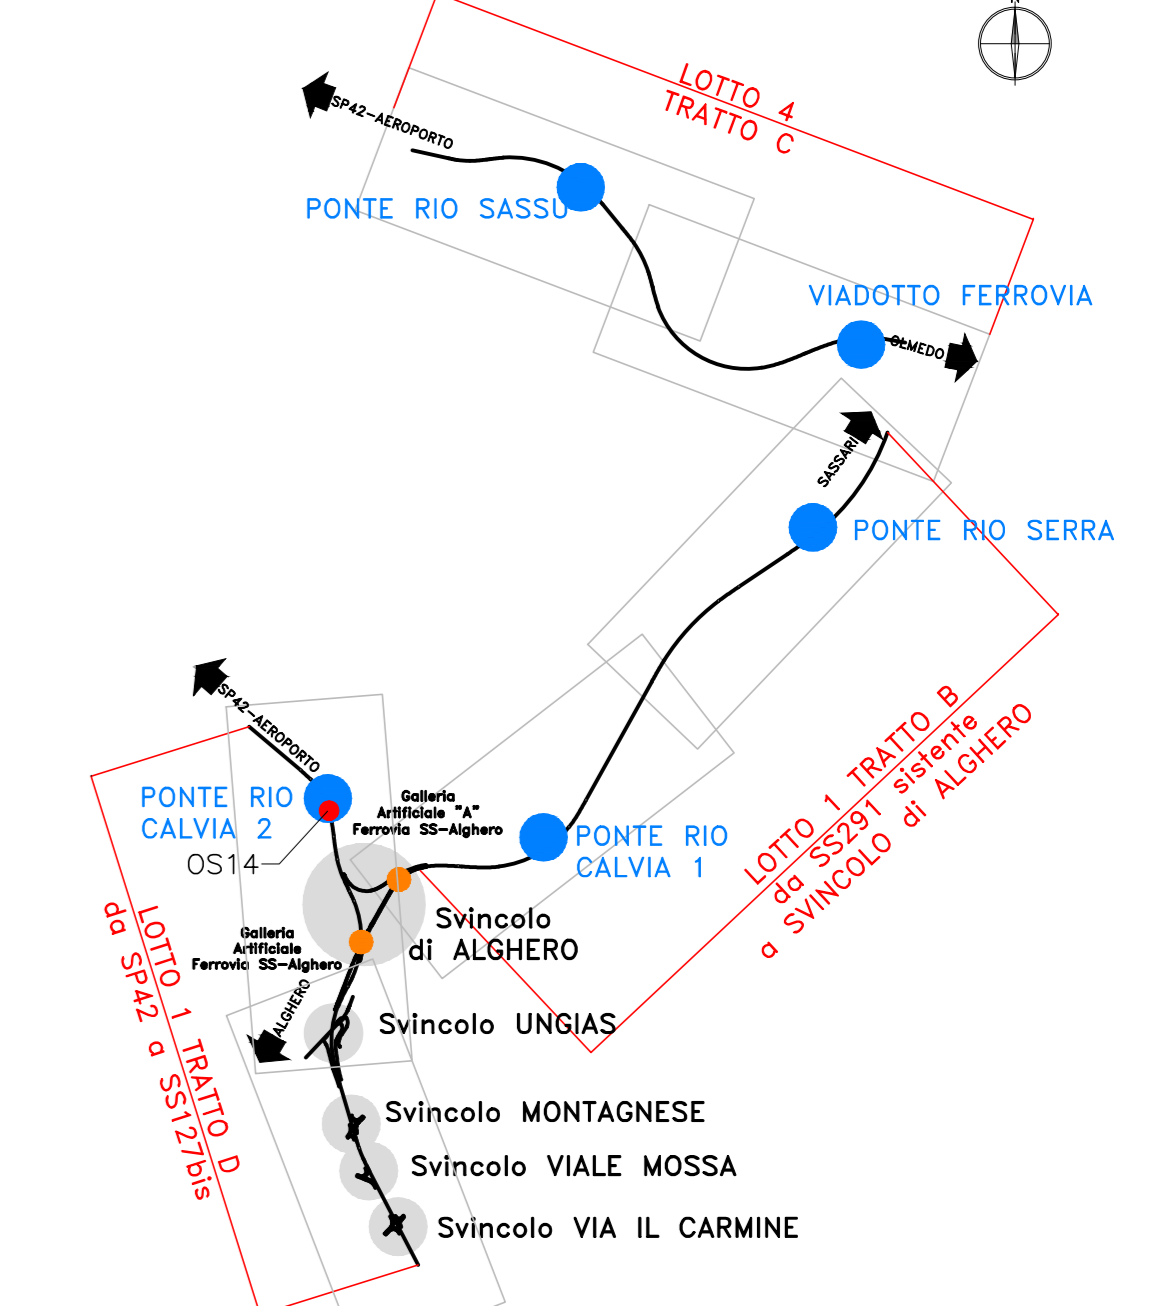 N
LOTTO 4
TRATTO C
SP42-AEROPORTO
PONTE RIO SASSU
VIADOTTO FERROVIA
OLMEDO
SASSARI
PONTE RIO SERRA
SP42-AEROPORTO
PONTE RIO
CALVIA 2
OS14
Galleria
Artificiale "A"
Ferrovia SS-Alghero
PONTE RIO
CALVIA 1
LOTTO 1 TRATTO B
da SS291 sistente
a SVINCOLO di ALGHERO
Svincolo
di ALGHERO
Galleria
Artificiale
Ferrovia SS-Alghero
ALGHERO
LOTTO 1 TRATTO D
da SP42 a SS127bis
Svincolo UNGIAS
Svincolo MONTAGNESE
Svincolo VIALE MOSSA
Svincolo VIA IL CARMINE